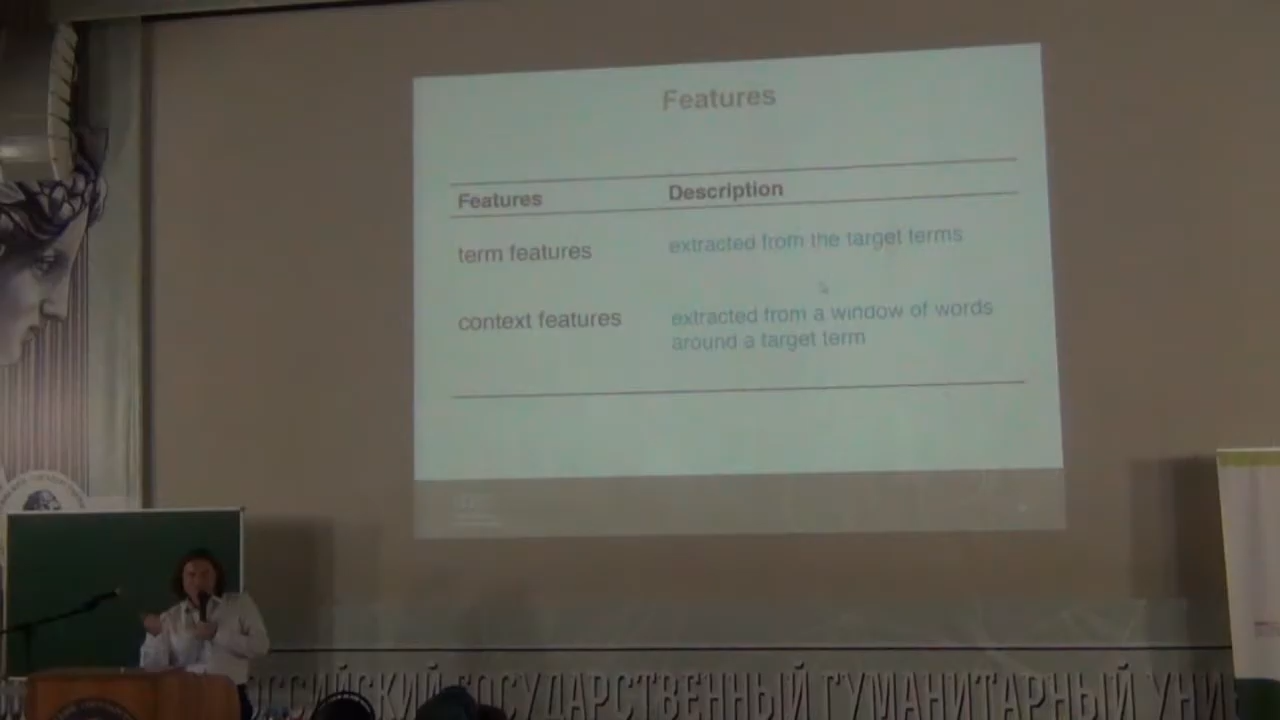 Features
Features Description
term features extracted from the target terms
context features extracted from a window of words
around a target term
ОССИЙСКИЙ ГОСУДАРСТВЕННЫЙ ГУМАНИТАРНЫЙ УНИ